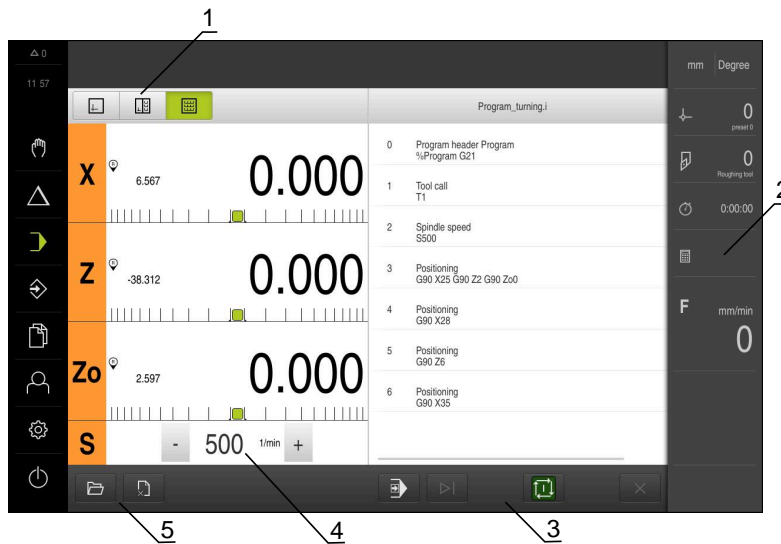 1
0
11 57
mm Degree
Program_turning.i
0
preset 0
X
R
6.567
0.000
0 Program header Program
%Program G21
1 Tool call
T1
0
Roughing tool
2
0:00:00
2 Spindle speed
S500
Z
R
-38.312
0.000
3 Positioning
G90 X25 G90 Z2 G90 Zo0
4 Positioning
G90 X28
F mm/min
0
Zo
R
2.597
0.000
5 Positioning
G90 Z6
6 Positioning
G90 X35
S - 500 1/min +
5
4
3